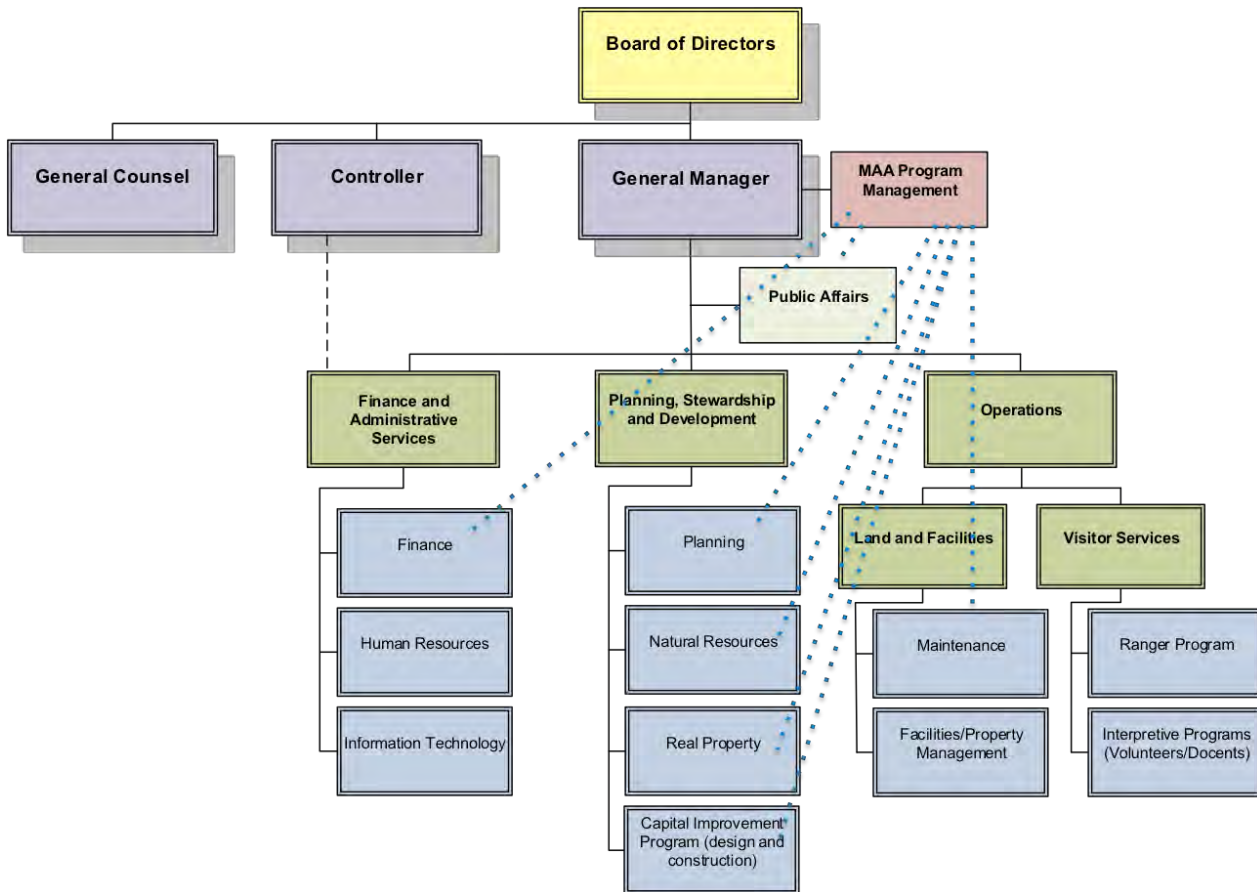 Board of Directors
General Counsel
Controller
General Manager
MAA Program
Management
Public Affairs
Finance and
Administrative
Services
Planning, Stewardship
and Development
Operations
Finance
Planning
Land and Facilities
Visitor Services
Human Resources
Natural Resources
Maintenance
Ranger Program
Information Technology
Real Property
Facilities/Property
Management
Interpretive Programs
(Volunteers/Docents)
Capital Improvement
Program (design and
construction)